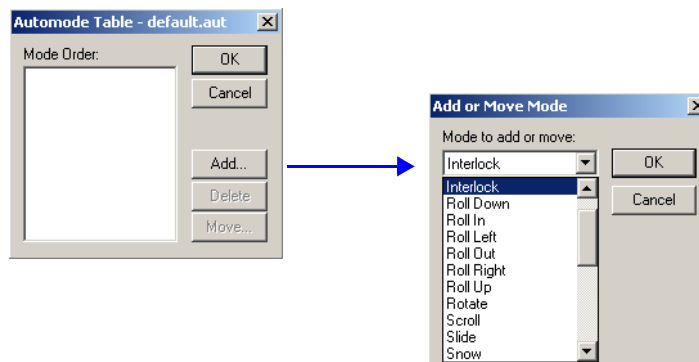 Automode Table - default.aut
Mode Order:
OK
Cancel
Add...
Delete
Move...
Add or Move Mode
Mode to add or move:
Interlock
OK
Cancel
Interlock
Roll Down
Roll In
Roll Left
Roll Out
Roll Right
Roll Up
Rotate
Scroll
Slide
Snow